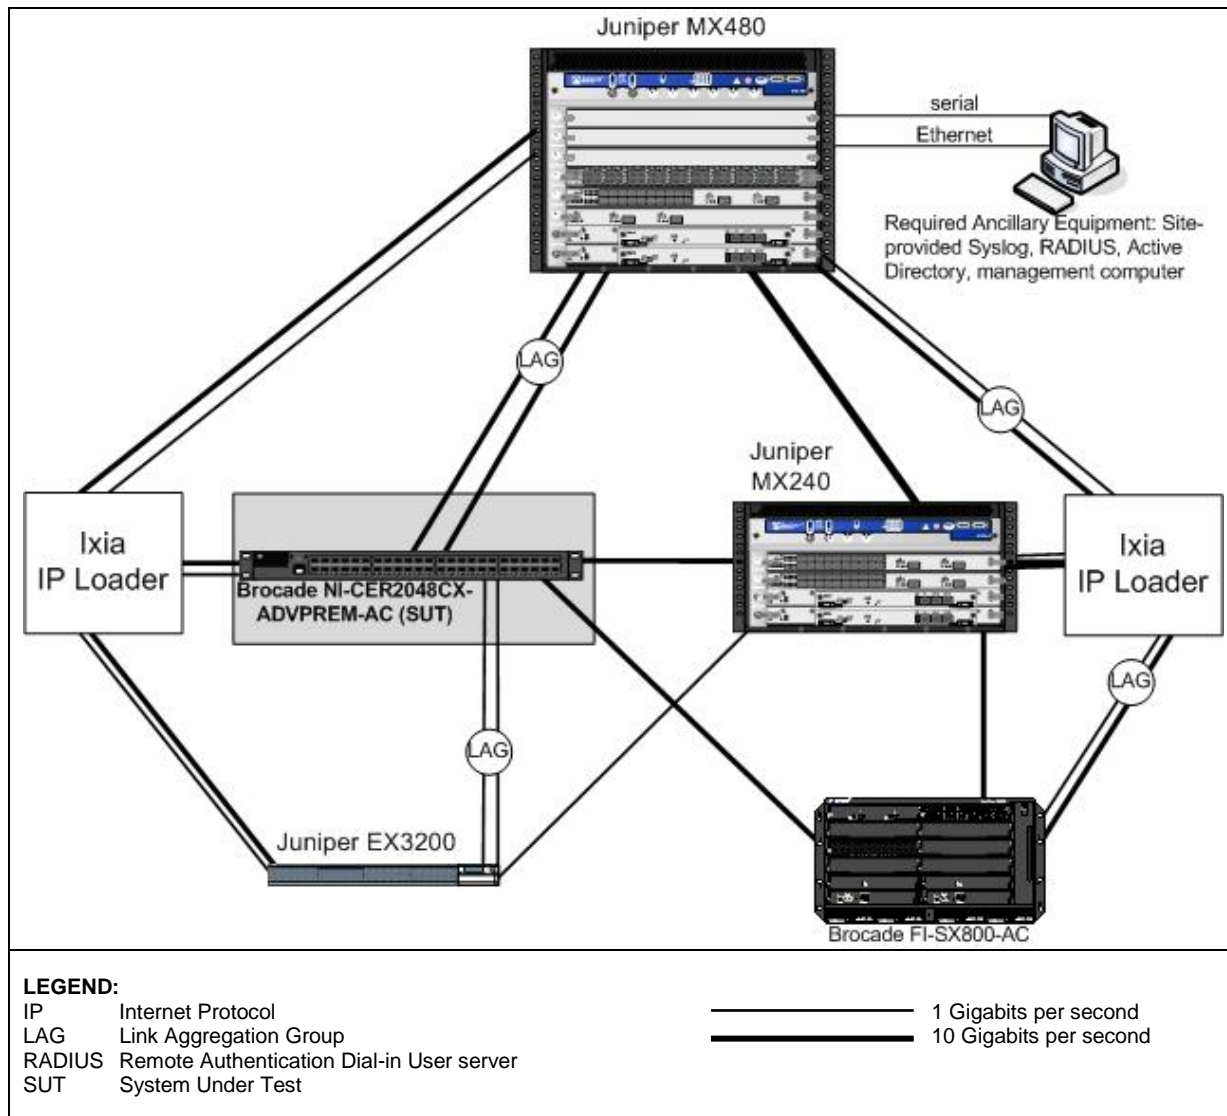 Juniper MX480
serial
Ethernet
Required Ancillary Equipment: Site-
provided Syslog, RADIUS, Active
Directory, management computer
LAG
LAG
Juniper
MX240
Ixia
IP Loader
Brocade NI-CER2048CX-
ADVPREM-AC (SUT)
Ixia
IP Loader
LAG
LAG
Juniper EX3200
Brocade FI-SX800-AC
LEGEND:
IP Internet Protocol
LAG Link Aggregation Group
RADIUS Remote Authentication Dial-in User server
SUT System Under Test
1 Gigabits per second
10 Gigabits per second